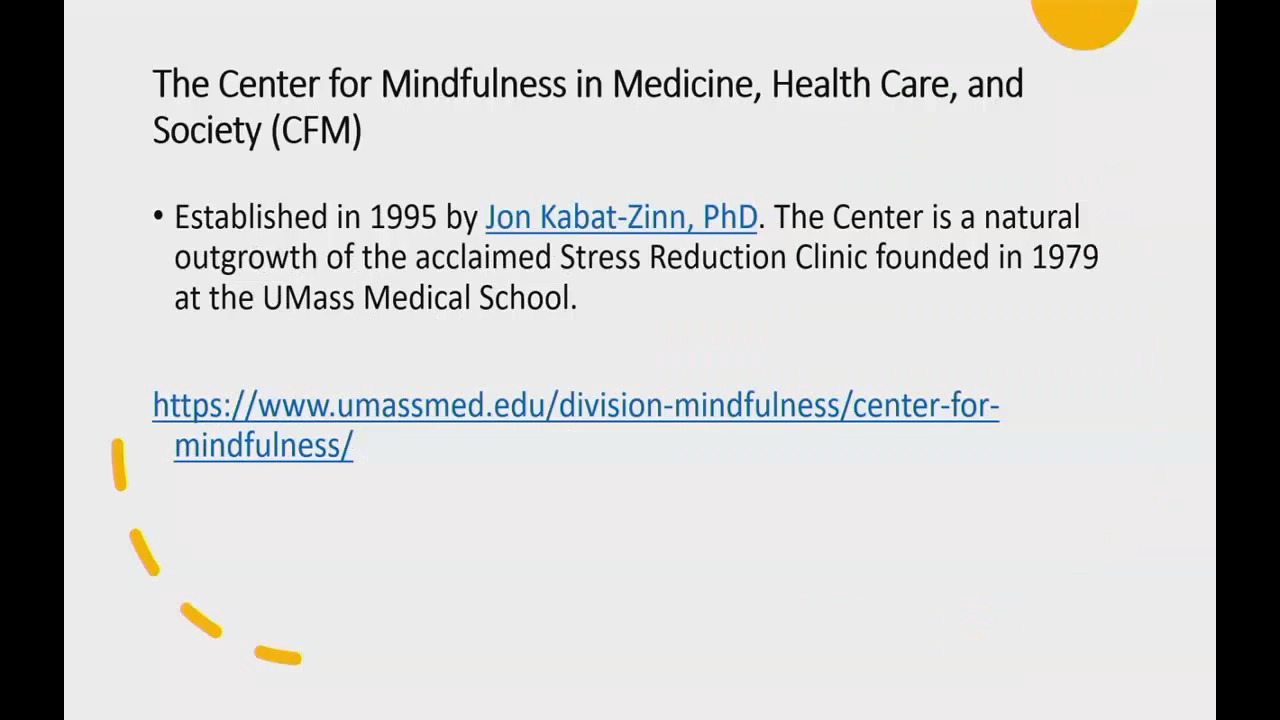 The Center for Mindfulness in Medicine, Health Care, and
Society (CFM)
• Established in 1995 by Jon Kabat-Zinn, PhD. The Center is a natural
outgrowth of the acclaimed Stress Reduction Clinic founded in 1979
at the UMass Medical School.
https://www.umassmed.edu/division-mindfulness/center-for-
mindfulness/